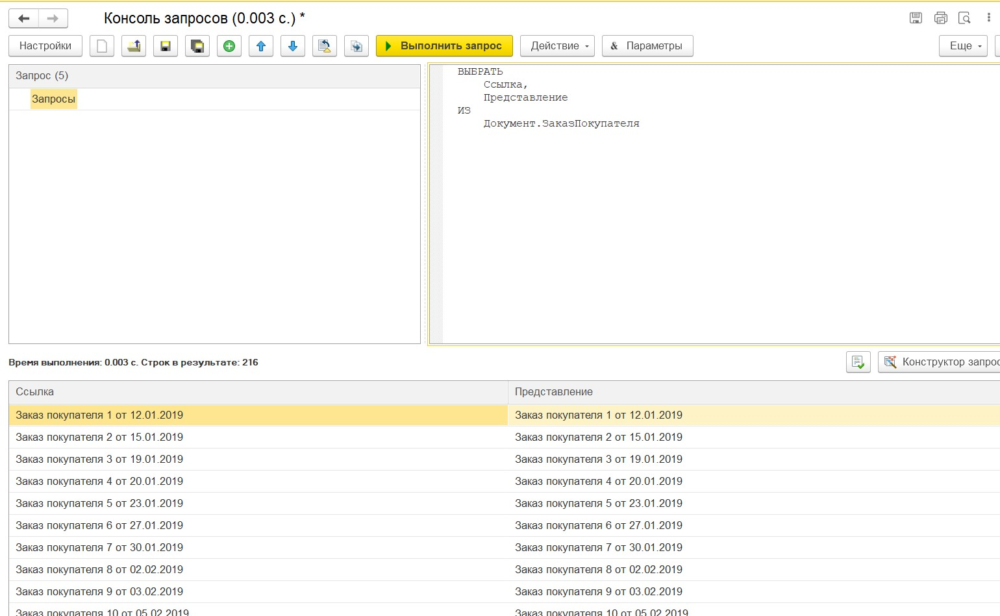 Консоль запросов (0.003 с.) *
Настройки
Выполнить запрос
Действие
& Параметры
Еще
Запрос (5)
Запросы
ВЫБРАТЬ
Ссылка,
Представление
ИЗ
Документ.ЗаказПокупателя
Время выполнения: 0.003 с. Строк в результате: 216
Конструктор запрос
Ссылка Представление
Заказ покупателя 1 от 12.01.2019 Заказ покупателя 1 от 12.01.2019
Заказ покупателя 2 от 15.01.2019 Заказ покупателя 2 от 15.01.2019
Заказ покупателя 3 от 19.01.2019 Заказ покупателя 3 от 19.01.2019
Заказ покупателя 4 от 20.01.2019 Заказ покупателя 4 от 20.01.2019
Заказ покупателя 5 от 23.01.2019 Заказ покупателя 5 от 23.01.2019
Заказ покупателя 6 от 27.01.2019 Заказ покупателя 6 от 27.01.2019
Заказ покупателя 7 от 30.01.2019 Заказ покупателя 7 от 30.01.2019
Заказ покупателя 8 от 02.02.2019 Заказ покупателя 8 от 02.02.2019
Заказ покупателя 9 от 03.02.2019 Заказ покупателя 9 от 03.02.2019
Заказ покупателя 10 от 05.02.2019 Заказ покупателя 10 от 05.02.2019